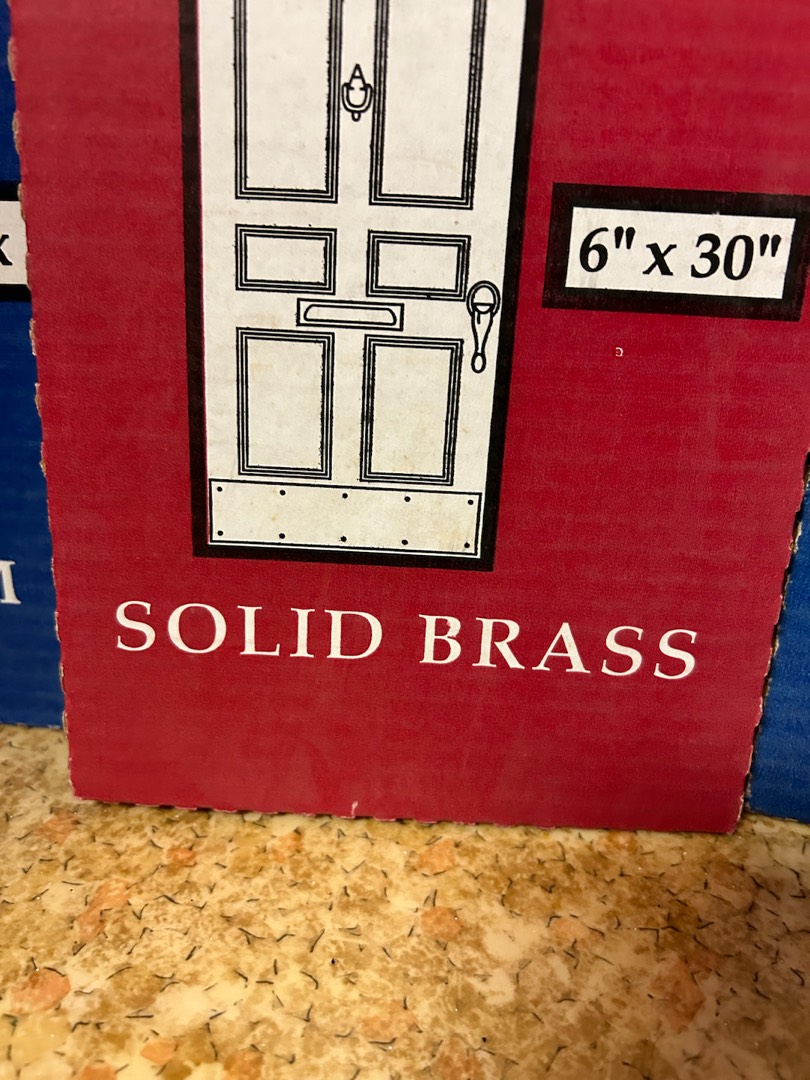 6" x 30"
SOLID BRASS